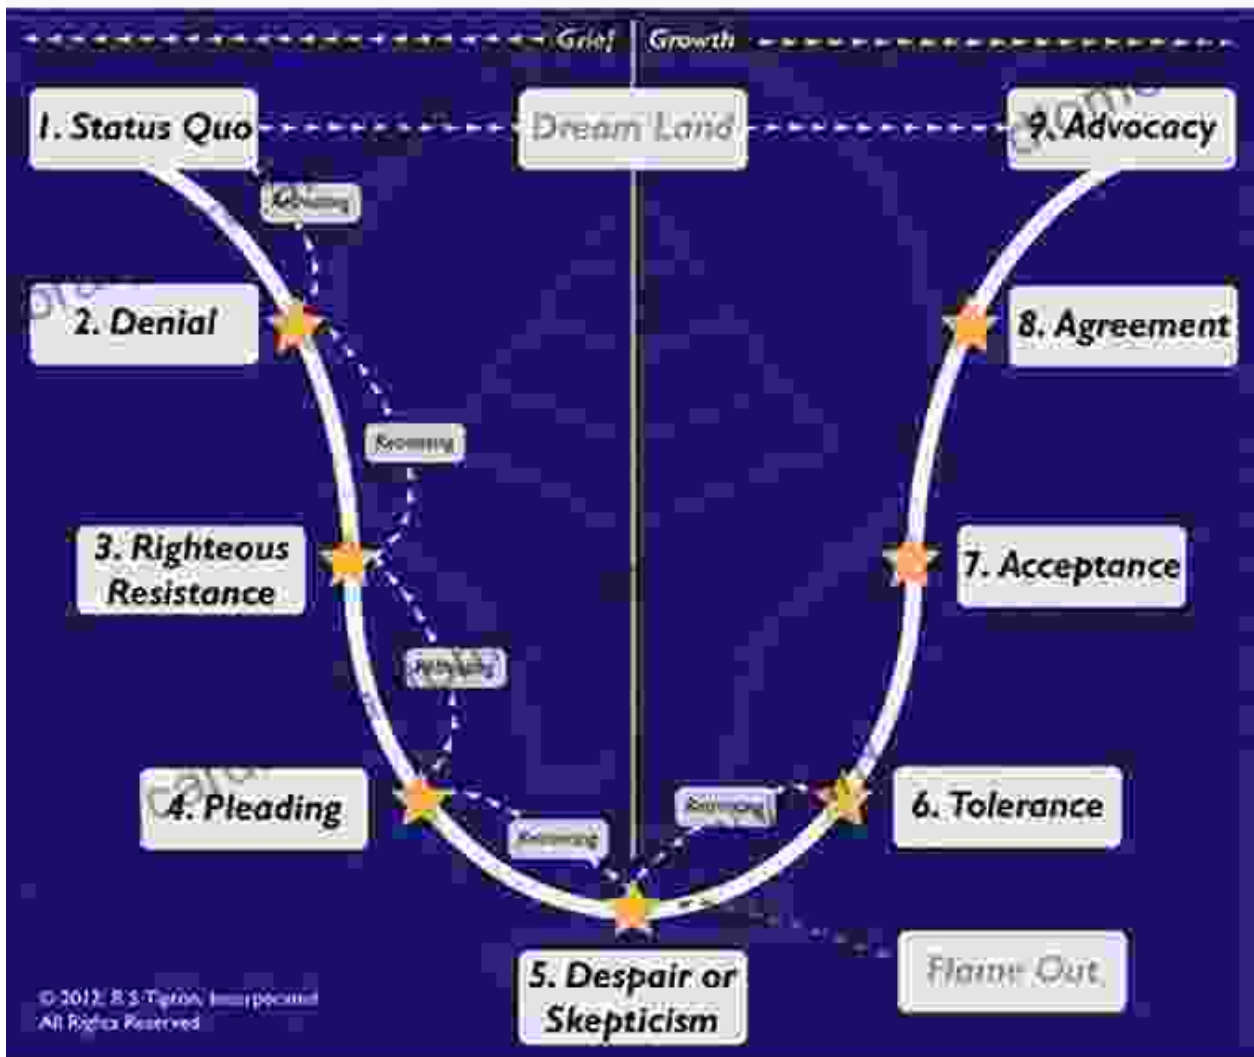 Grief Growth
1. Status Quo Dream Land 9. Advocacy
2. Denial 8. Agreement
3. Righteous
Resistance
7. Acceptance
4. Pleading 6. Tolerance
5. Despair or
Skepticism
Flame Out
© 2012, R S Tipton, Incorporated
All Rights Reserved